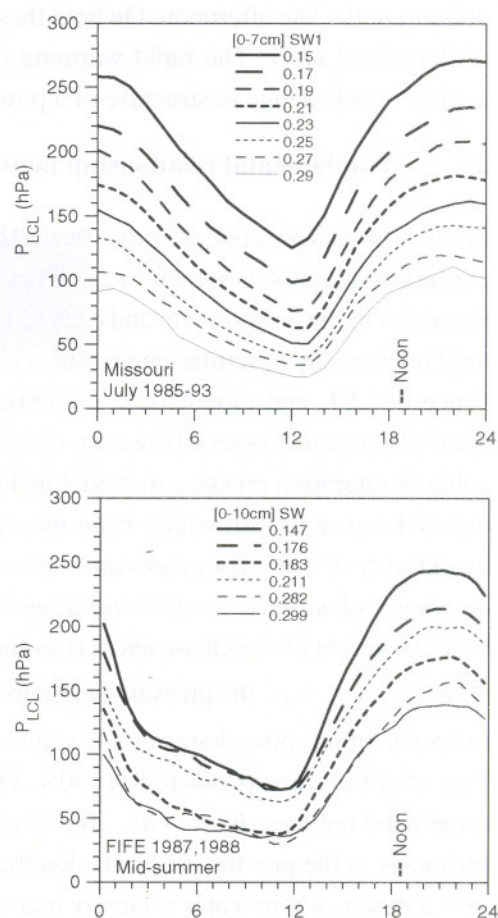 300
250
200
150
100
50
0
P_LCL (hPa)
[0-7cm] SW1
0.15
0.17
0.19
0.21
0.23
0.25
0.27
0.29
Missouri
July 1985-93
Noon
0 6 12 18 24
300
250
200
150
100
50
0
P_LCL (hPa)
[0-10cm] SW
0.147
0.176
0.183
0.211
0.282
0.299
FIFE 1987,1988
Mid-summer
Noon
0 6 12 18 24